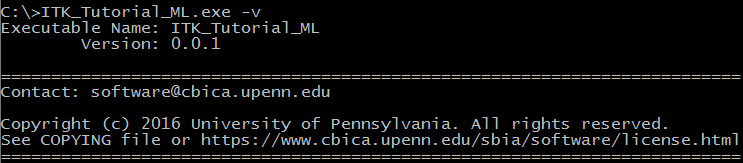 C:\>ITK_Tutorial_ML.exe -v
Executable Name: ITK_Tutorial_ML
        Version: 0.0.1

==========================================================================
Contact: software@cbica.upenn.edu

Copyright (c) 2016 University of Pennsylvania. All rights reserved.
See COPYING file or https://www.cbica.upenn.edu/sbia/software/license.html
==========================================================================